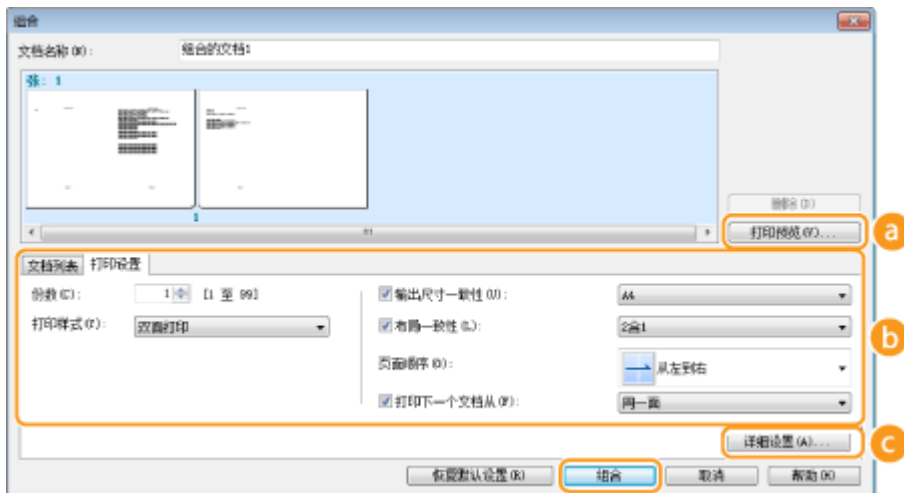 组合
文档名称(M): 组合的文档1
张: 1
1
删除(D)
打印预览(V)... a
文档列表 打印设置
份数(C): 1 [1 至 99] 输出尺寸一致性(U): A4
打印样式(P): 双面打印 布局一致性(L): 2合1
页面顺序(O): 从左到右
打印下一个文档从(F): 同一面 b
详细设置(A)... c
恢复默认设置(R) 组合 取消 帮助(H)